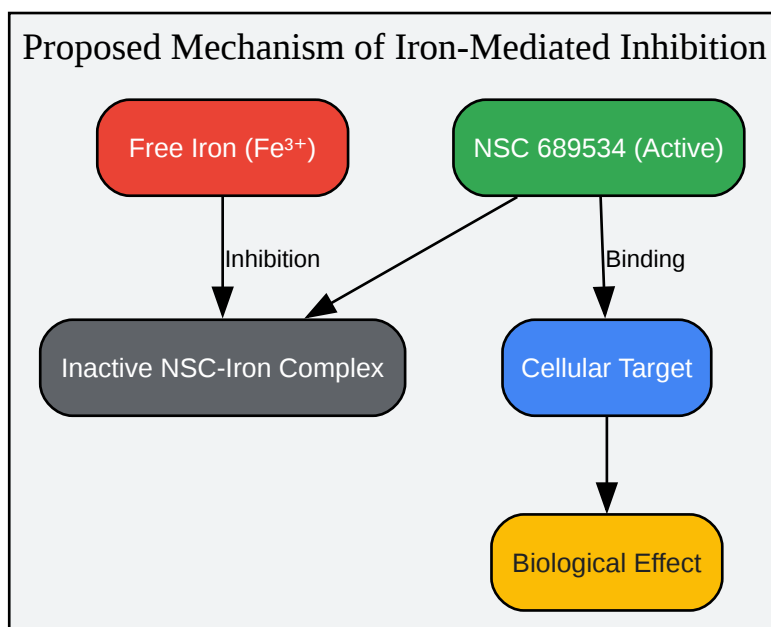 Proposed Mechanism of Iron-Mediated Inhibition
Free Iron (Fe³⁺)
NSC 689534 (Active)
Inhibition
Binding
Inactive NSC-Iron Complex
Cellular Target
Biological Effect